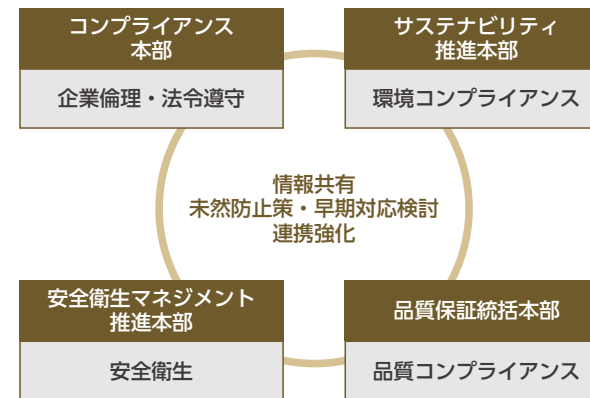 コンプライアンス
本部
企業倫理・法令遵守
サステナビリティ
推進本部
環境コンプライアンス
情報共有
未然防止策・早期対応検討
連携強化
安全衛生マネジメント
推進本部
安全衛生
品質保証統括本部
品質コンプライアンス